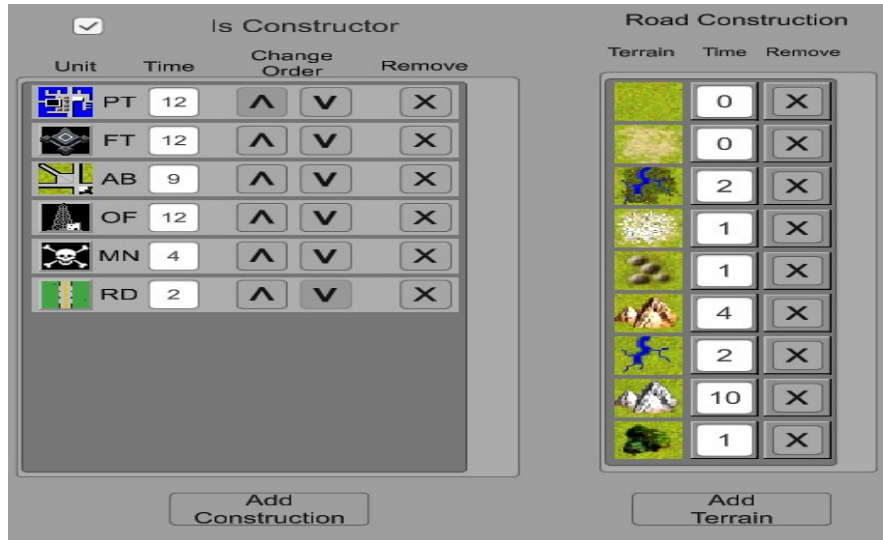 Is Constructor
Unit Time Change Order Remove
PT 12 ∧ v X
FT 12 ∧ v X
AB 9 ∧ v X
OF 12 ∧ v X
MN 4 ∧ v X
RD 2 ∧ v X
Add
Construction
Road Construction
Terrain Time Remove
0 X
0 X
2 X
1 X
1 X
4 X
2 X
10 X
1 X
Add
Terrain